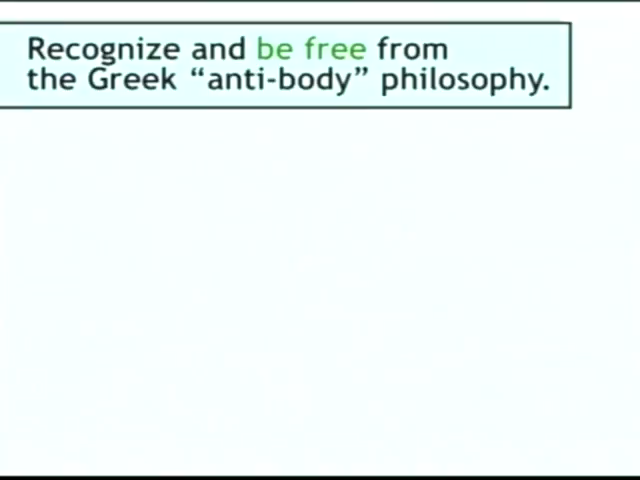 Recognize and be free from
the Greek “anti-body” philosophy.